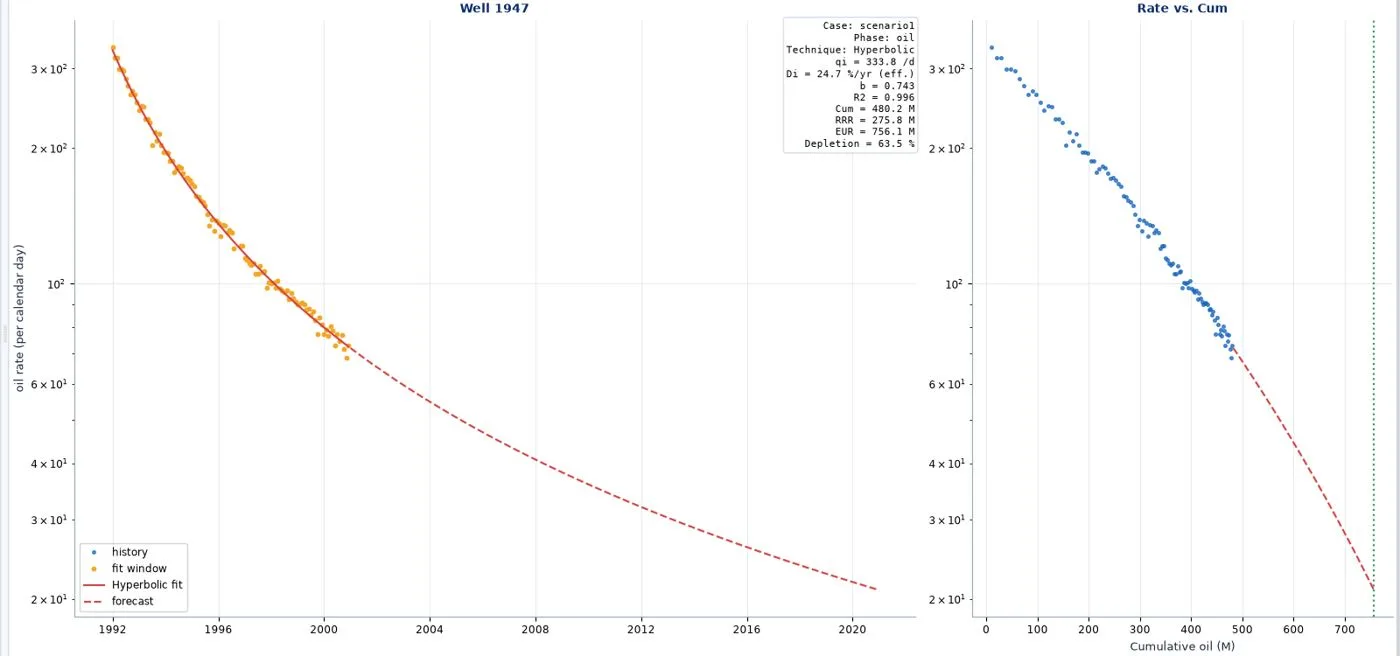 Well 1947
oil rate (per calendar day)
3 × 10²
2 × 10²
10²
6 × 10¹
4 × 10¹
3 × 10¹
2 × 10¹
1992 1996 2000 2004 2008 2012 2016 2020
Case: scenario1
Phase: oil
Technique: Hyperbolic
qi = 333.8 /d
Di = 24.7 %/yr (eff.)
b = 0.743
R2 = 0.996
Cum = 480.2 M
RRR = 275.8 M
EUR = 756.1 M
Depletion = 63.5 %
history
fit window
Hyperbolic fit
forecast
Rate vs. Cum
3 × 10²
2 × 10²
10²
6 × 10¹
4 × 10¹
3 × 10¹
2 × 10¹
0 100 200 300 400 500 600 700
Cumulative oil (M)